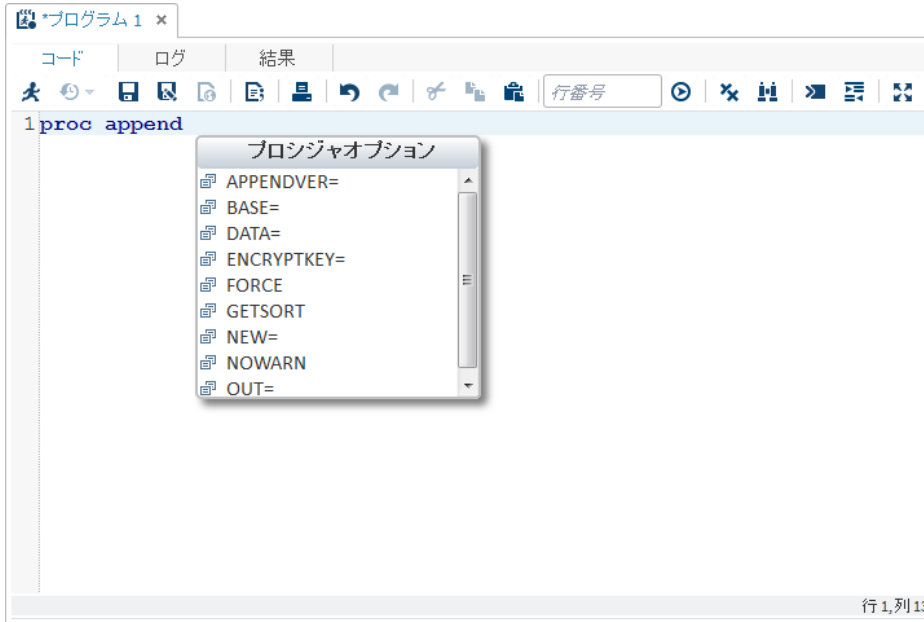 *プログラム 1 ×
コード ログ 結果
行番号
1 proc append
プロシジャオプション
APPENDVER=
BASE=
DATA=
ENCRYPTKEY=
FORCE
GETSORT
NEW=
NOWARN
OUT=
行 1,列 13